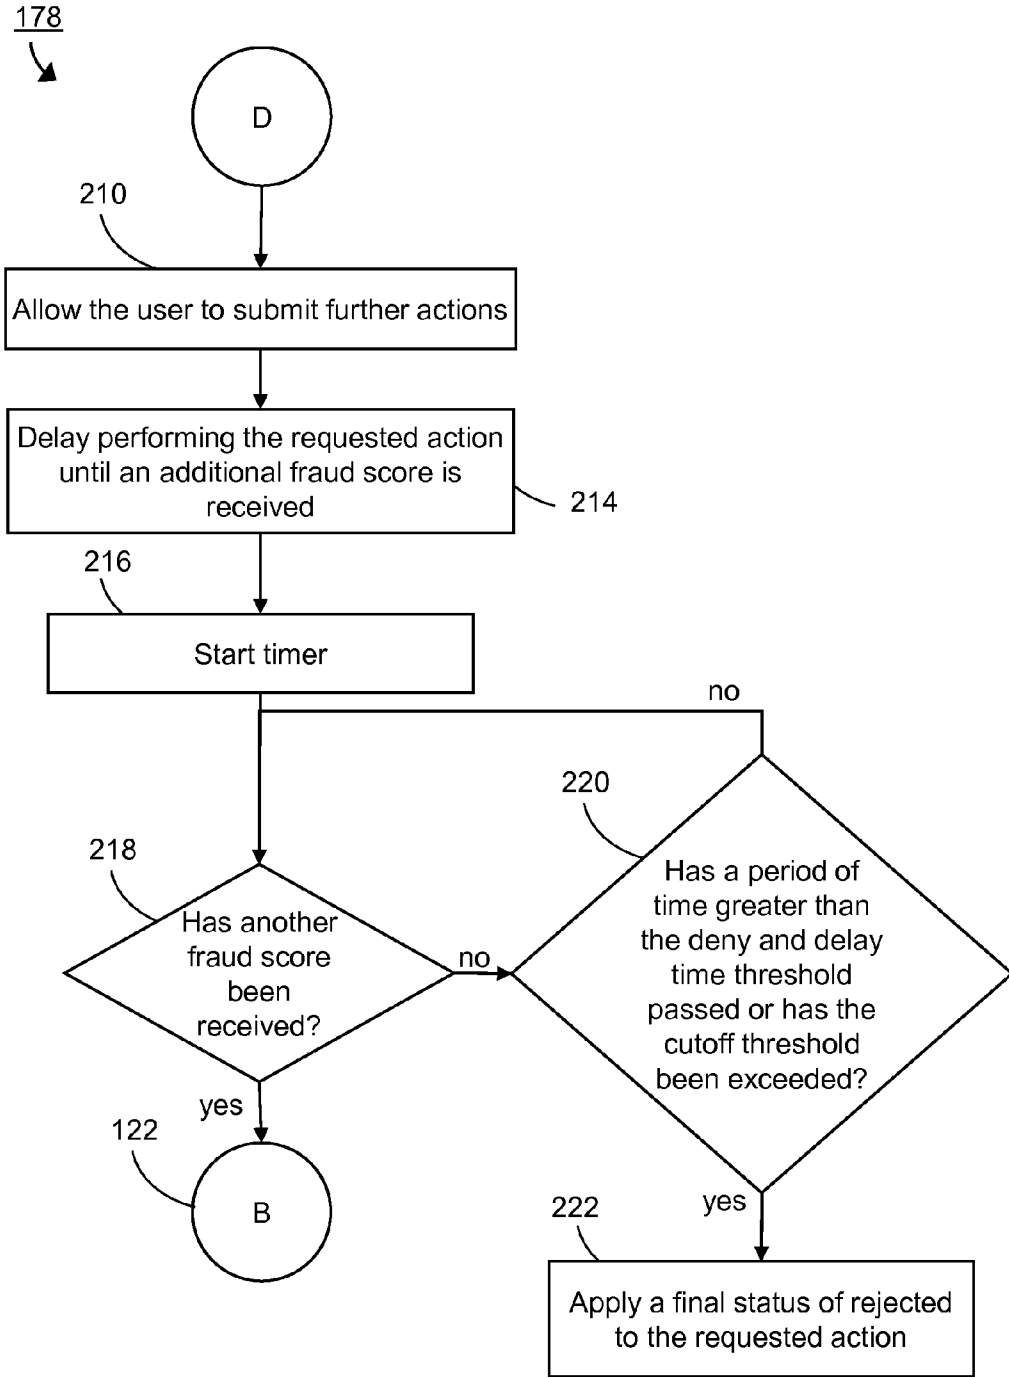 178
D
210
Allow the user to submit further actions
Delay performing the requested action
until an additional fraud score is
received
214
216
Start timer
no
220
218
Has another
fraud score
been
received?
no
Has a period of
time greater than
the deny and delay
time threshold
passed or has the
cutoff threshold
been exceeded?
yes
122
B
yes
222
Apply a final status of rejected
to the requested action